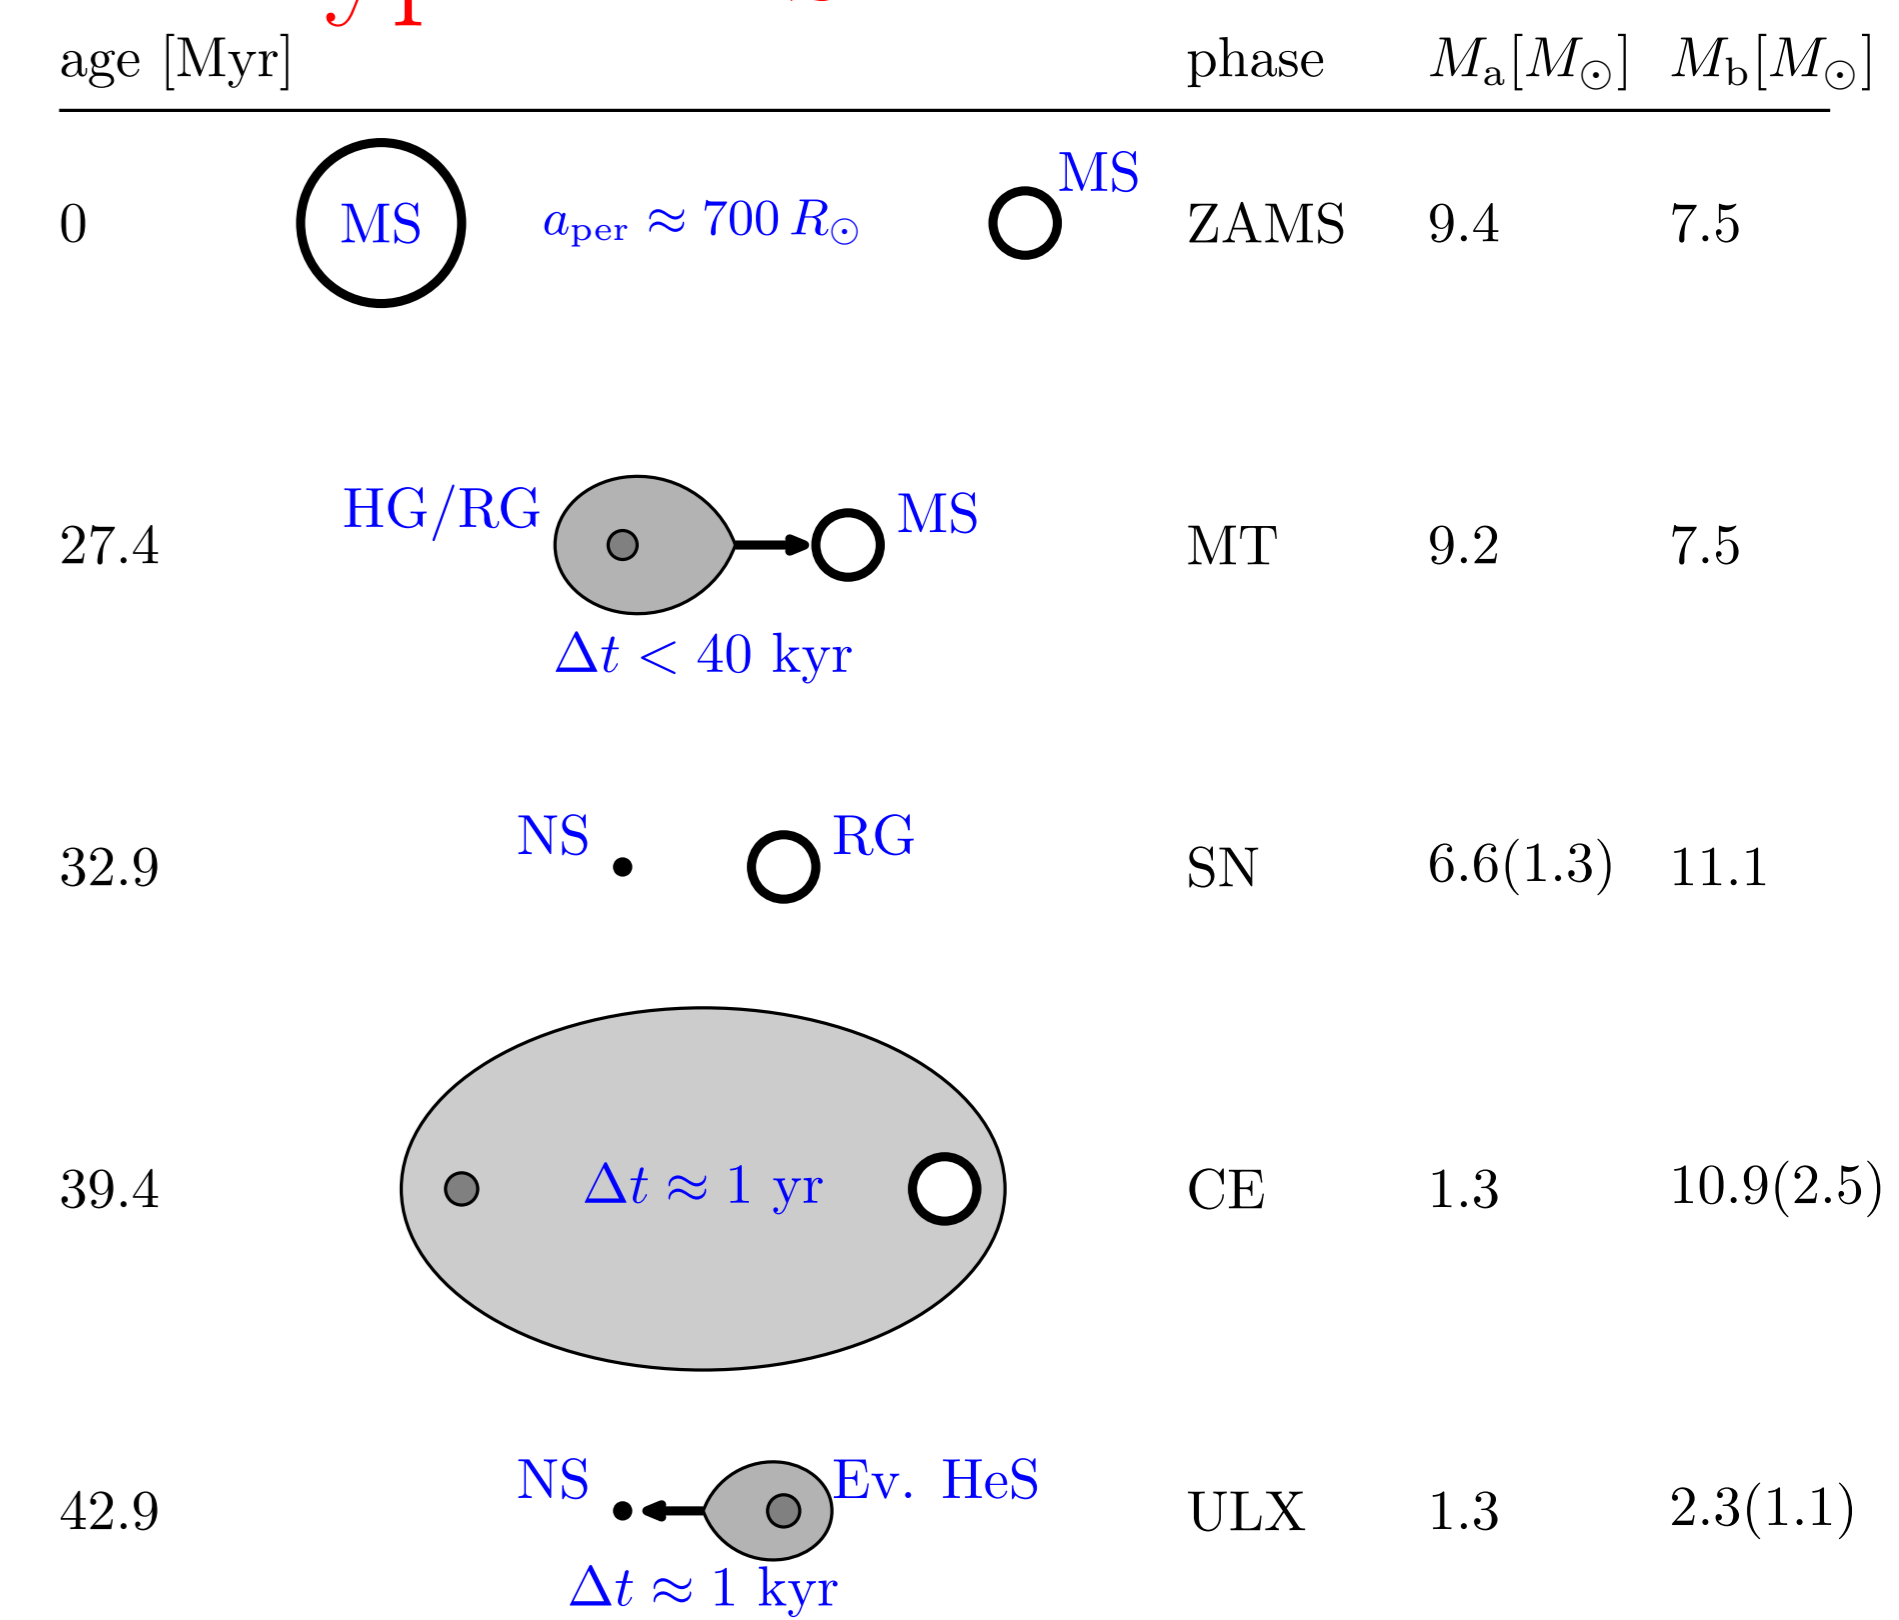 age [Myr] phase M_a[M_⊙] M_b[M_⊙]
0 MS a_per ≈ 700 R_⊙ MS ZAMS 9.4 7.5
27.4 HG/RG MS MT 9.2 7.5
Δt < 40 kyr
32.9 NS RG SN 6.6(1.3) 11.1
39.4 Δt ≈ 1 yr CE 1.3 10.9(2.5)
42.9 NS Ev. HeS ULX 1.3 2.3(1.1)
Δt ≈ 1 kyr